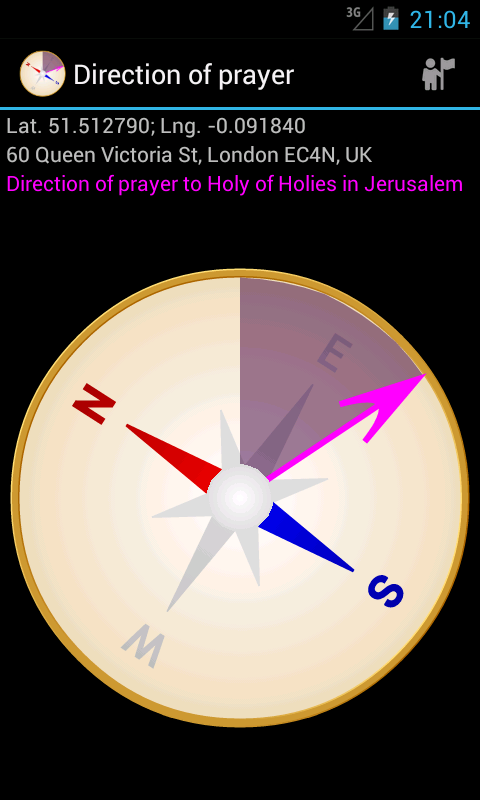 3G 21:04
Direction of prayer
Lat. 51.512790; Lng. -0.091840
60 Queen Victoria St, London EC4N, UK
Direction of prayer to Holy of Holies in Jerusalem
E
N
S
W